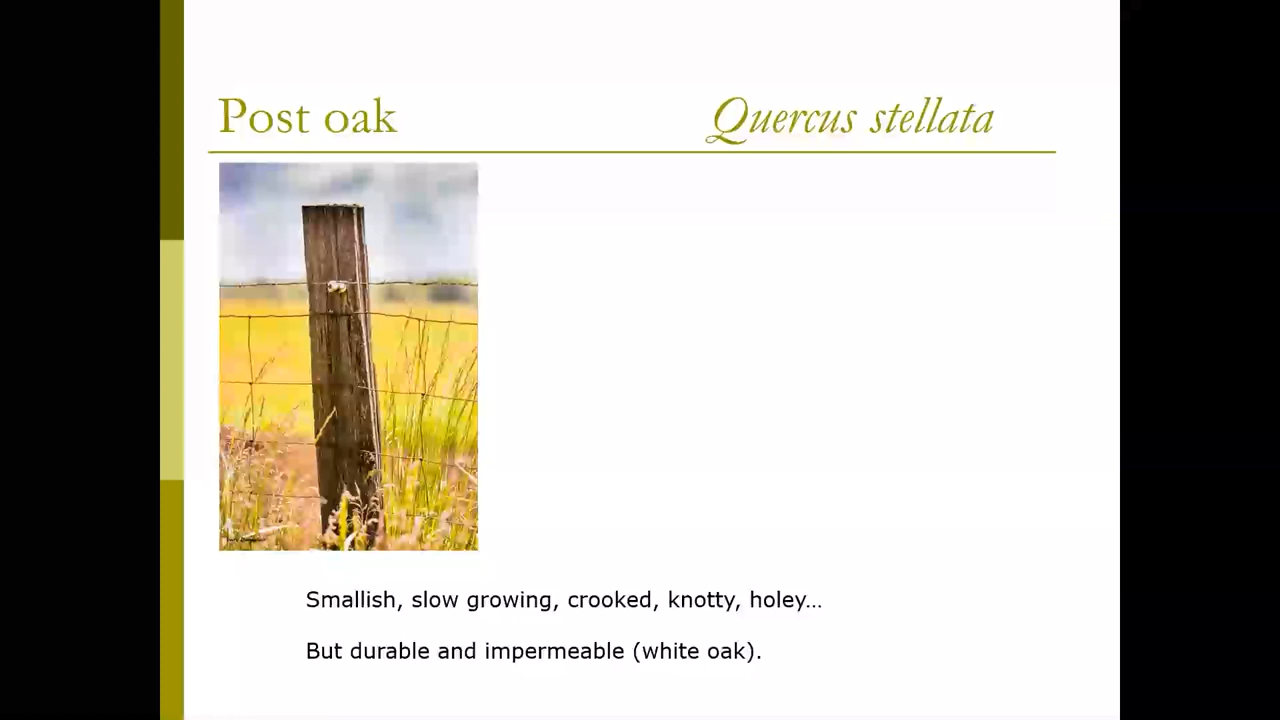 Post oak Quercus stellata
Smallish, slow growing, crooked, knotty, holey…
But durable and impermeable (white oak).